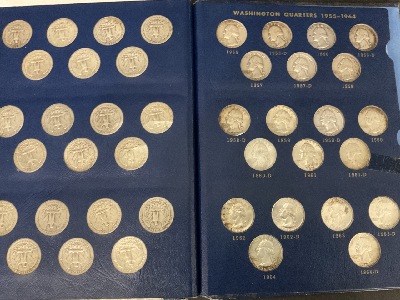 WASHINGTON QUARTERS 1955-1964
1955 1956-D 1956 1956-D
1957 1957-D 1958
1958-D 1959 1959-D 1960
1960-D 1961 1961-D
1962 1962-D 1963 1963-D
1964 1964-D